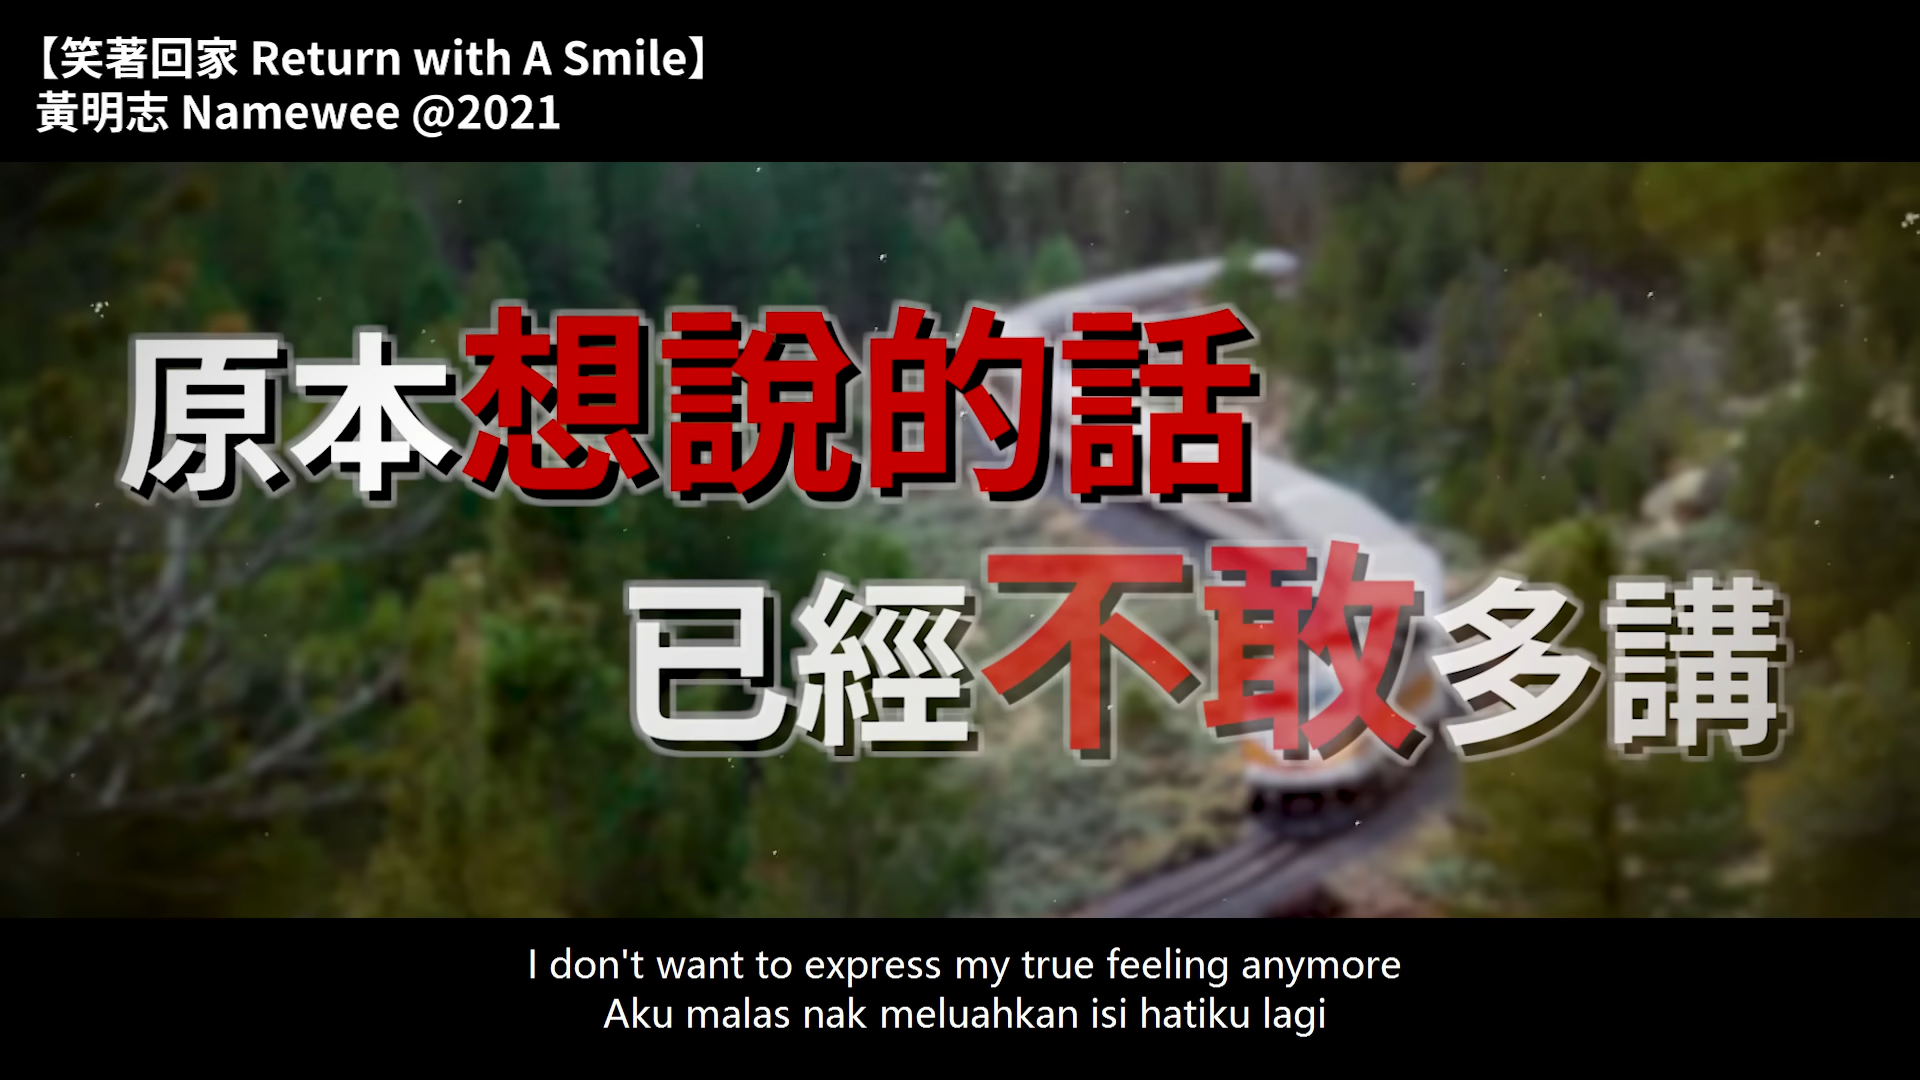 【笑著回家 Return with A Smile】
黃明志 Namewee @2021
原本想說的話
已經不敢多講
I don't want to express my true feeling anymore
Aku malas nak meluahkan isi hatiku lagi